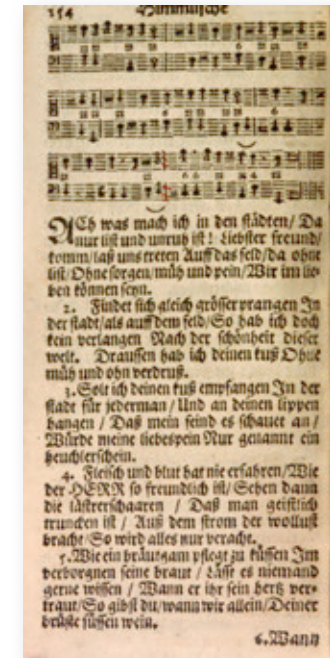 154 Himmlische
ACh was mach ich in den städten/ Da
nur list und unruh ist! Liebster freund/
komm/ laß uns treten Auff das feld/ da ohne
list/ Ohne sorgen/ müh und pein/ Wir im lie-
ben können seyn.
2. Findet sich gleich grösser prangen In
der stadt/ als auff dem feld/ So hab ich doch
kein verlangen Nach der schönheit dieser
welt. Draussen hab ich deinen kuß Ohne
müh und ohn verdruß.
3. Solt ich deinen kuß empfangen In der
stadt für jederman/ Und an deinen lippen
hangen/ Daß mein feind es schauet an/
Würde meine liebespein Nur genannt ein
heuchlerschein.
4. Fleisch und blut hat nie erfahren/ Wie
der HERR so freundlich ist/ Sehen dann
die lästrerschaaren/ Daß man geistlich
truncken ist/ Auß dem strom der wollust
bracht/ So wird alles nur veracht.
5. Wie ein bräutgam pflegt zu küssen Im
verborgnen seine braut/ Lässt es niemand
gerne wissen/ Wann er ihr sein hertz ver-
traut/ So gibst du/ wann wir allein/ Deiner
brüste süssen wein.
6. Wann